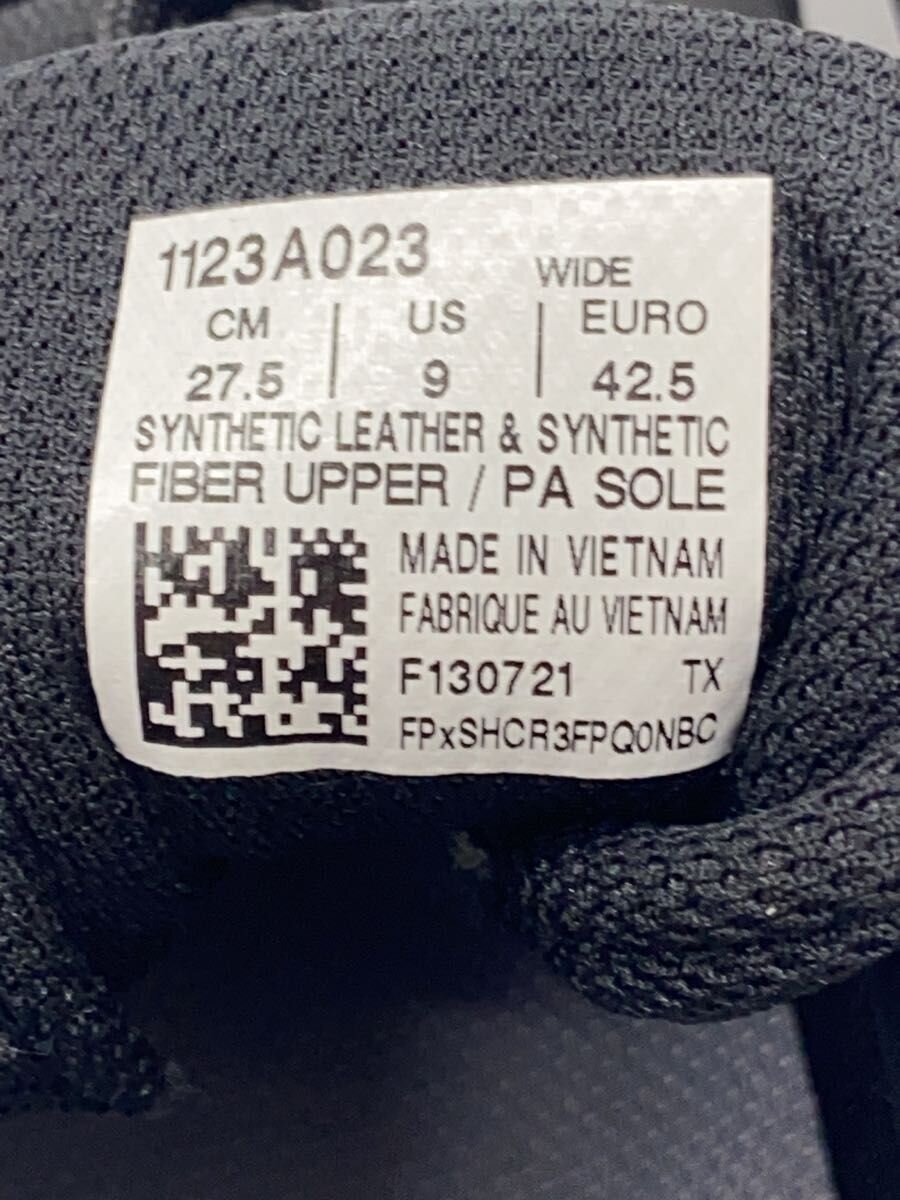 1123A023 WIDE
CM | US | EURO
27.5 | 9 | 42.5
SYNTHETIC LEATHER & SYNTHETIC
FIBER UPPER / PA SOLE
MADE IN VIETNAM
FABRIQUE AU VIETNAM
F130721 TX
FPxSHCR3FPQ0NBC